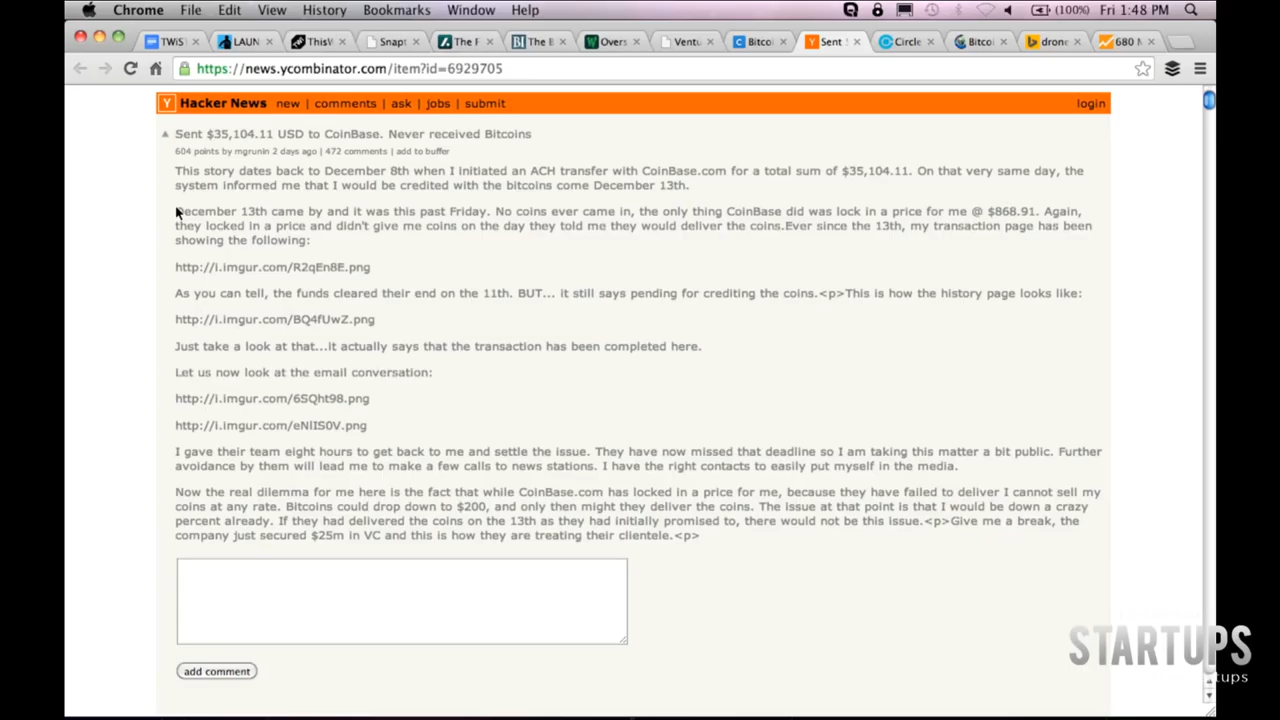 Chrome File Edit View History Bookmarks Window Help (100%) Fri 1:48 PM
TWiS LAUN ThisW Snapt The F The E Overs Ventu Bitco Sent Circle Bitco drone 680 M
https://news.ycombinator.com/item?id=6929705
Y Hacker News new | comments | ask | jobs | submit login
Sent $35,104.11 USD to CoinBase. Never received Bitcoins
604 points by mgrunin 2 days ago | 472 comments | add to buffer
This story dates back to December 8th when I initiated an ACH transfer with CoinBase.com for a total sum of $35,104.11. On that very same day, the
system informed me that I would be credited with the bitcoins come December 13th.
December 13th came by and it was this past Friday. No coins ever came in, the only thing CoinBase did was lock in a price for me @ $868.91. Again,
they locked in a price and didn't give me coins on the day they told me they would deliver the coins.Ever since the 13th, my transaction page has been
showing the following:
http://i.imgur.com/R2qEn8E.png
As you can tell, the funds cleared their end on the 11th. BUT... it still says pending for crediting the coins.<p>This is how the history page looks like:
http://i.imgur.com/BQ4fUwZ.png
Just take a look at that...it actually says that the transaction has been completed here.
Let us now look at the email conversation:
http://i.imgur.com/6SQht98.png
http://i.imgur.com/eNlIS0V.png
I gave their team eight hours to get back to me and settle the issue. They have now missed that deadline so I am taking this matter a bit public. Further
avoidance by them will lead me to make a few calls to news stations. I have the right contacts to easily put myself in the media.
Now the real dilemma for me here is the fact that while CoinBase.com has locked in a price for me, because they have failed to deliver I cannot sell my
coins at any rate. Bitcoins could drop down to $200, and only then might they deliver the coins. The issue at that point is that I would be down a crazy
percent already. If they had delivered the coins on the 13th as they had initially promised to, there would not be this issue.<p>Give me a break, the
company just secured $25m in VC and this is how they are treating their clientele.<p>
add comment
STARTUPS
tups